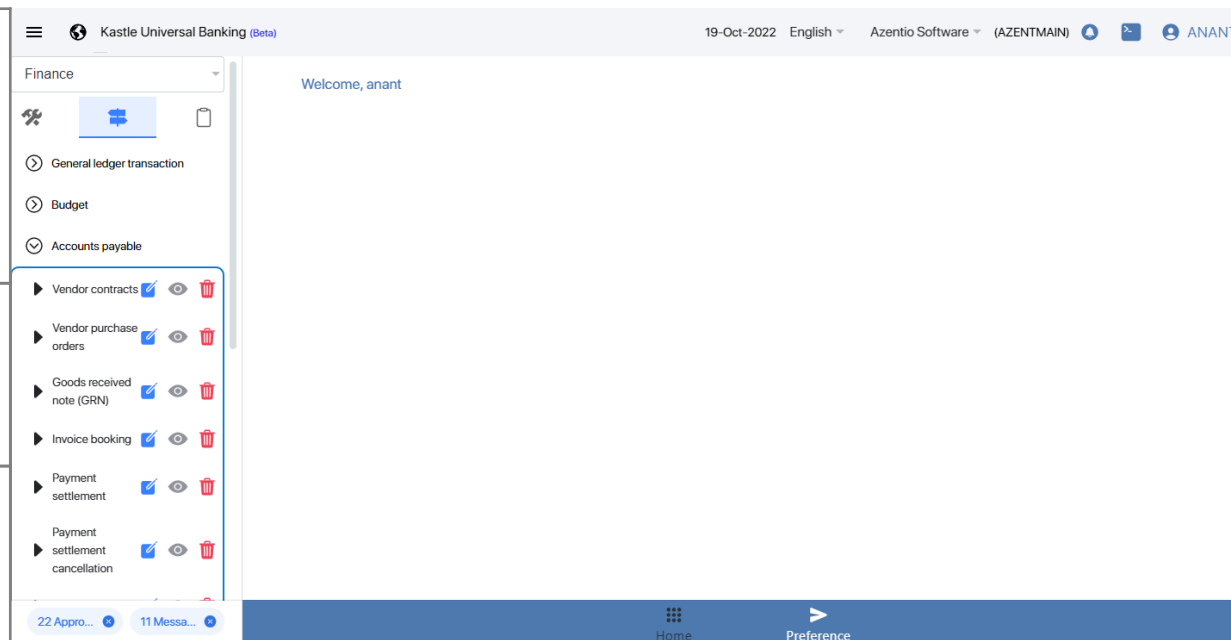 Kastle Universal Banking (Beta)
19-Oct-2022 English Azentio Software (AZENTMAIN) ANANT
Finance
Welcome, anant
General ledger transaction
Budget
Accounts payable
Vendor contracts
Vendor purchase
orders
Goods received
note (GRN)
Invoice booking
Payment
settlement
Payment
settlement
cancellation
22 Appro...
11 Messa...
Home
Preference